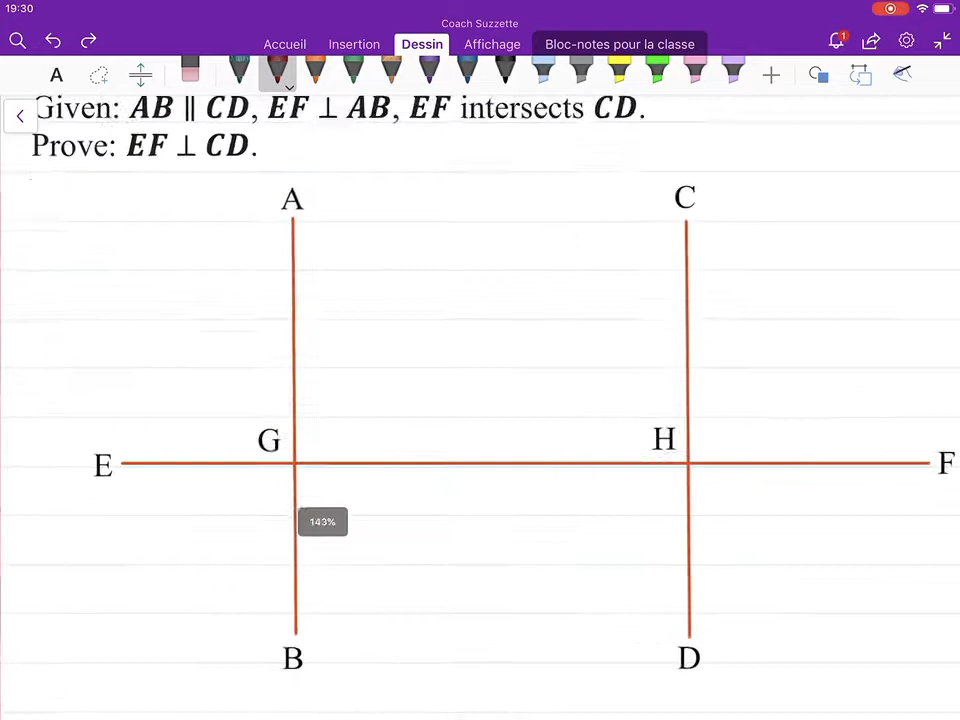 19:30
Coach Suzzette
Accueil Insertion Dessin Affichage Bloc-notes pour la classe
1
A
Given: AB ∥ CD, EF ⊥ AB, EF intersects CD.
Prove: EF ⊥ CD.
A C
G H
E F
143%
B D